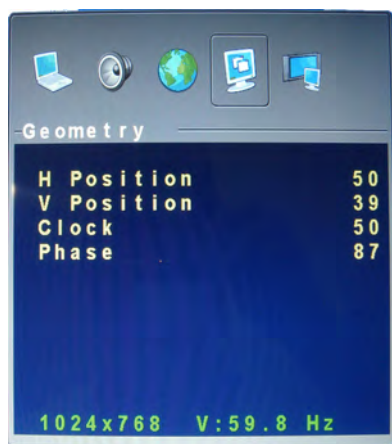 Geometry
H Position 50
V Position 39
Clock 50
Phase 87
1024x768 V:59.8 Hz